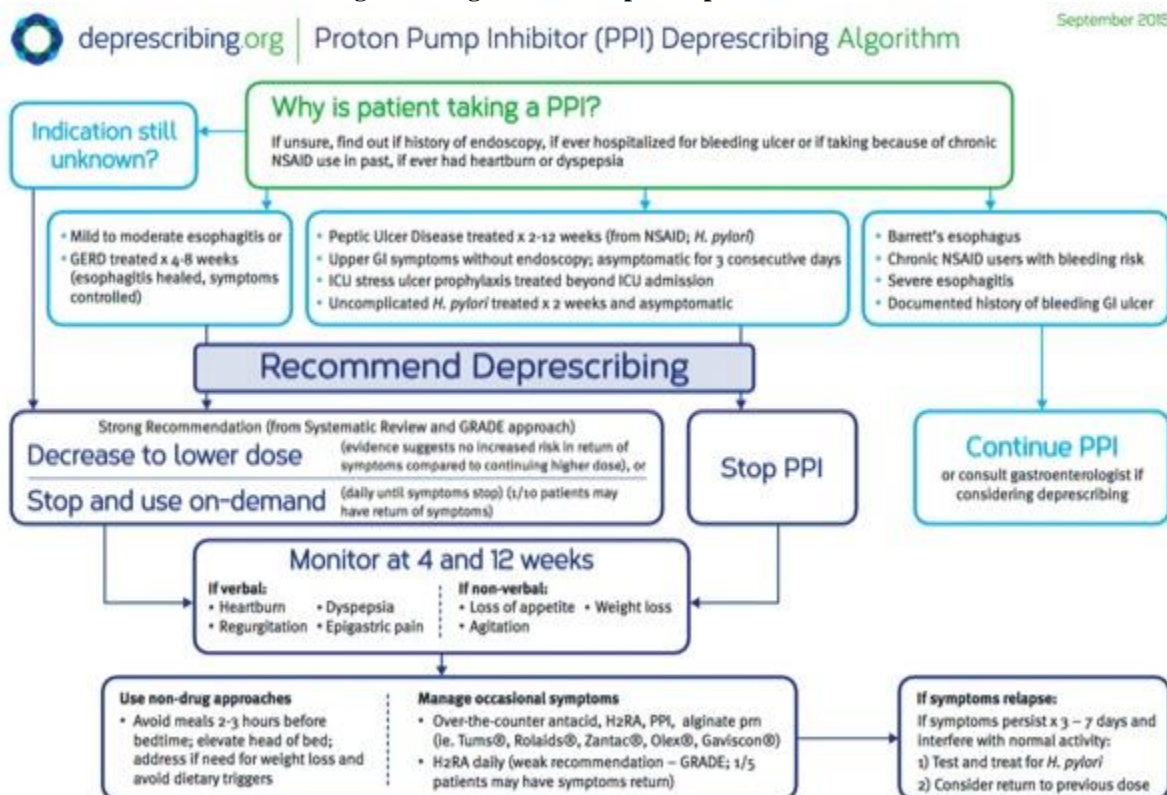 September 2015
deprescribing.org | Proton Pump Inhibitor (PPI) Deprescribing Algorithm
Why is patient taking a PPI?
If unsure, find out if history of endoscopy, if ever hospitalized for bleeding ulcer or if taking because of chronic
NSAID use in past, if ever had heartburn or dyspepsia
Indication still
unknown?
• Mild to moderate esophagitis or
• GERD treated x 4-8 weeks
(esophagitis healed, symptoms
controlled)
• Peptic Ulcer Disease treated x 2-12 weeks (from NSAID; H. pylori)
• Upper GI symptoms without endoscopy; asymptomatic for 3 consecutive days
• ICU stress ulcer prophylaxis treated beyond ICU admission
• Uncomplicated H. pylori treated x 2 weeks and asymptomatic
• Barrett's esophagus
• Chronic NSAID users with bleeding risk
• Severe esophagitis
• Documented history of bleeding GI ulcer
Recommend Deprescribing
Strong Recommendation (from Systematic Review and GRADE approach)
Decrease to lower dose
(evidence suggests no increased risk in return of
symptoms compared to continuing higher dose), or
Stop and use on-demand
(daily until symptoms stop) (1/10 patients may
have return of symptoms)
Stop PPI
Continue PPI
or consult gastroenterologist if
considering deprescribing
Monitor at 4 and 12 weeks
If verbal:
• Heartburn • Dyspepsia
• Regurgitation • Epigastric pain
If non-verbal:
• Loss of appetite • Weight loss
• Agitation
Use non-drug approaches
• Avoid meals 2-3 hours before
bedtime; elevate head of bed;
address if need for weight loss and
avoid dietary triggers
Manage occasional symptoms
• Over-the-counter antacid, H2RA, PPI, alginate prn
(ie. Tums®, Rolaids®, Zantac®, Olex®, Gaviscon®)
• H2RA daily (weak recommendation – GRADE; 1/5
patients may have symptoms return)
If symptoms relapse:
If symptoms persist x 3 – 7 days and
interfere with normal activity:
1) Test and treat for H. pylori
2) Consider return to previous dose